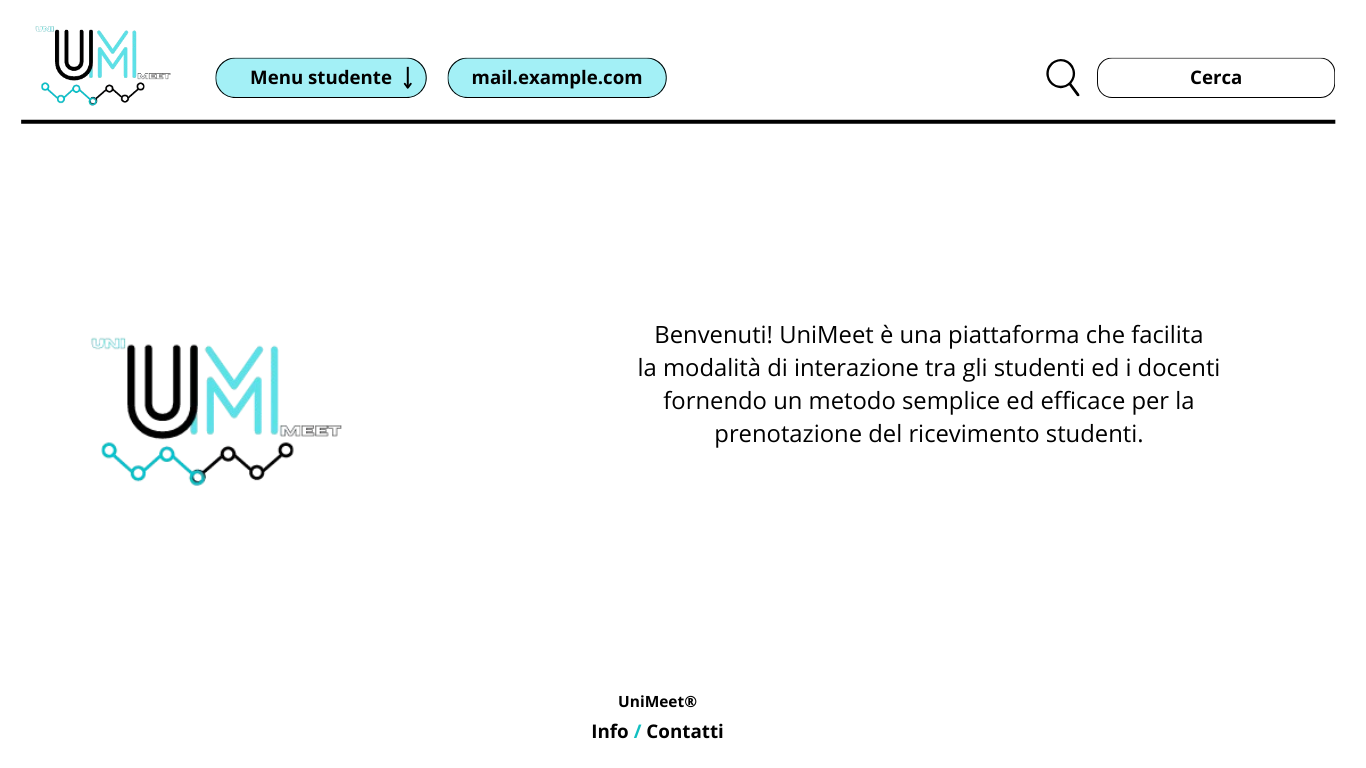 UNI
UM
MEET
Menu studente
mail.example.com
Cerca
UNI
UM
MEET
Benvenuti! UniMeet è una piattaforma che facilita
la modalità di interazione tra gli studenti ed i docenti
fornendo un metodo semplice ed efficace per la
prenotazione del ricevimento studenti.
UniMeet®
Info / Contatti